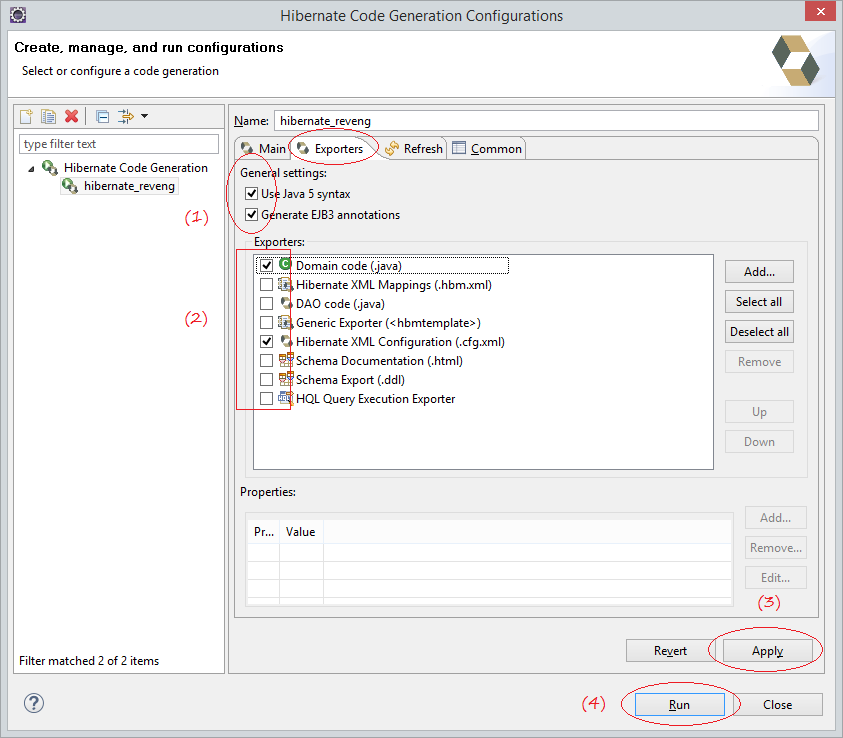 Hibernate Code Generation Configurations
Create, manage, and run configurations
Select or configure a code generation
type filter text
Hibernate Code Generation
hibernate_reveng
(1)
(2)
Filter matched 2 of 2 items
Name: hibernate_reveng
Main Exporters Refresh Common
General settings:
Use Java 5 syntax
Generate EJB3 annotations
Exporters:
Domain code (.java)
Hibernate XML Mappings (.hbm.xml)
DAO code (.java)
Generic Exporter (<hbmtemplate>)
Hibernate XML Configuration (.cfg.xml)
Schema Documentation (.html)
Schema Export (.ddl)
HQL Query Execution Exporter
Add...
Select all
Deselect all
Remove
Up
Down
Properties:
Pr... Value
Add...
Remove...
Edit...
(3)
Revert Apply
(4) Run Close